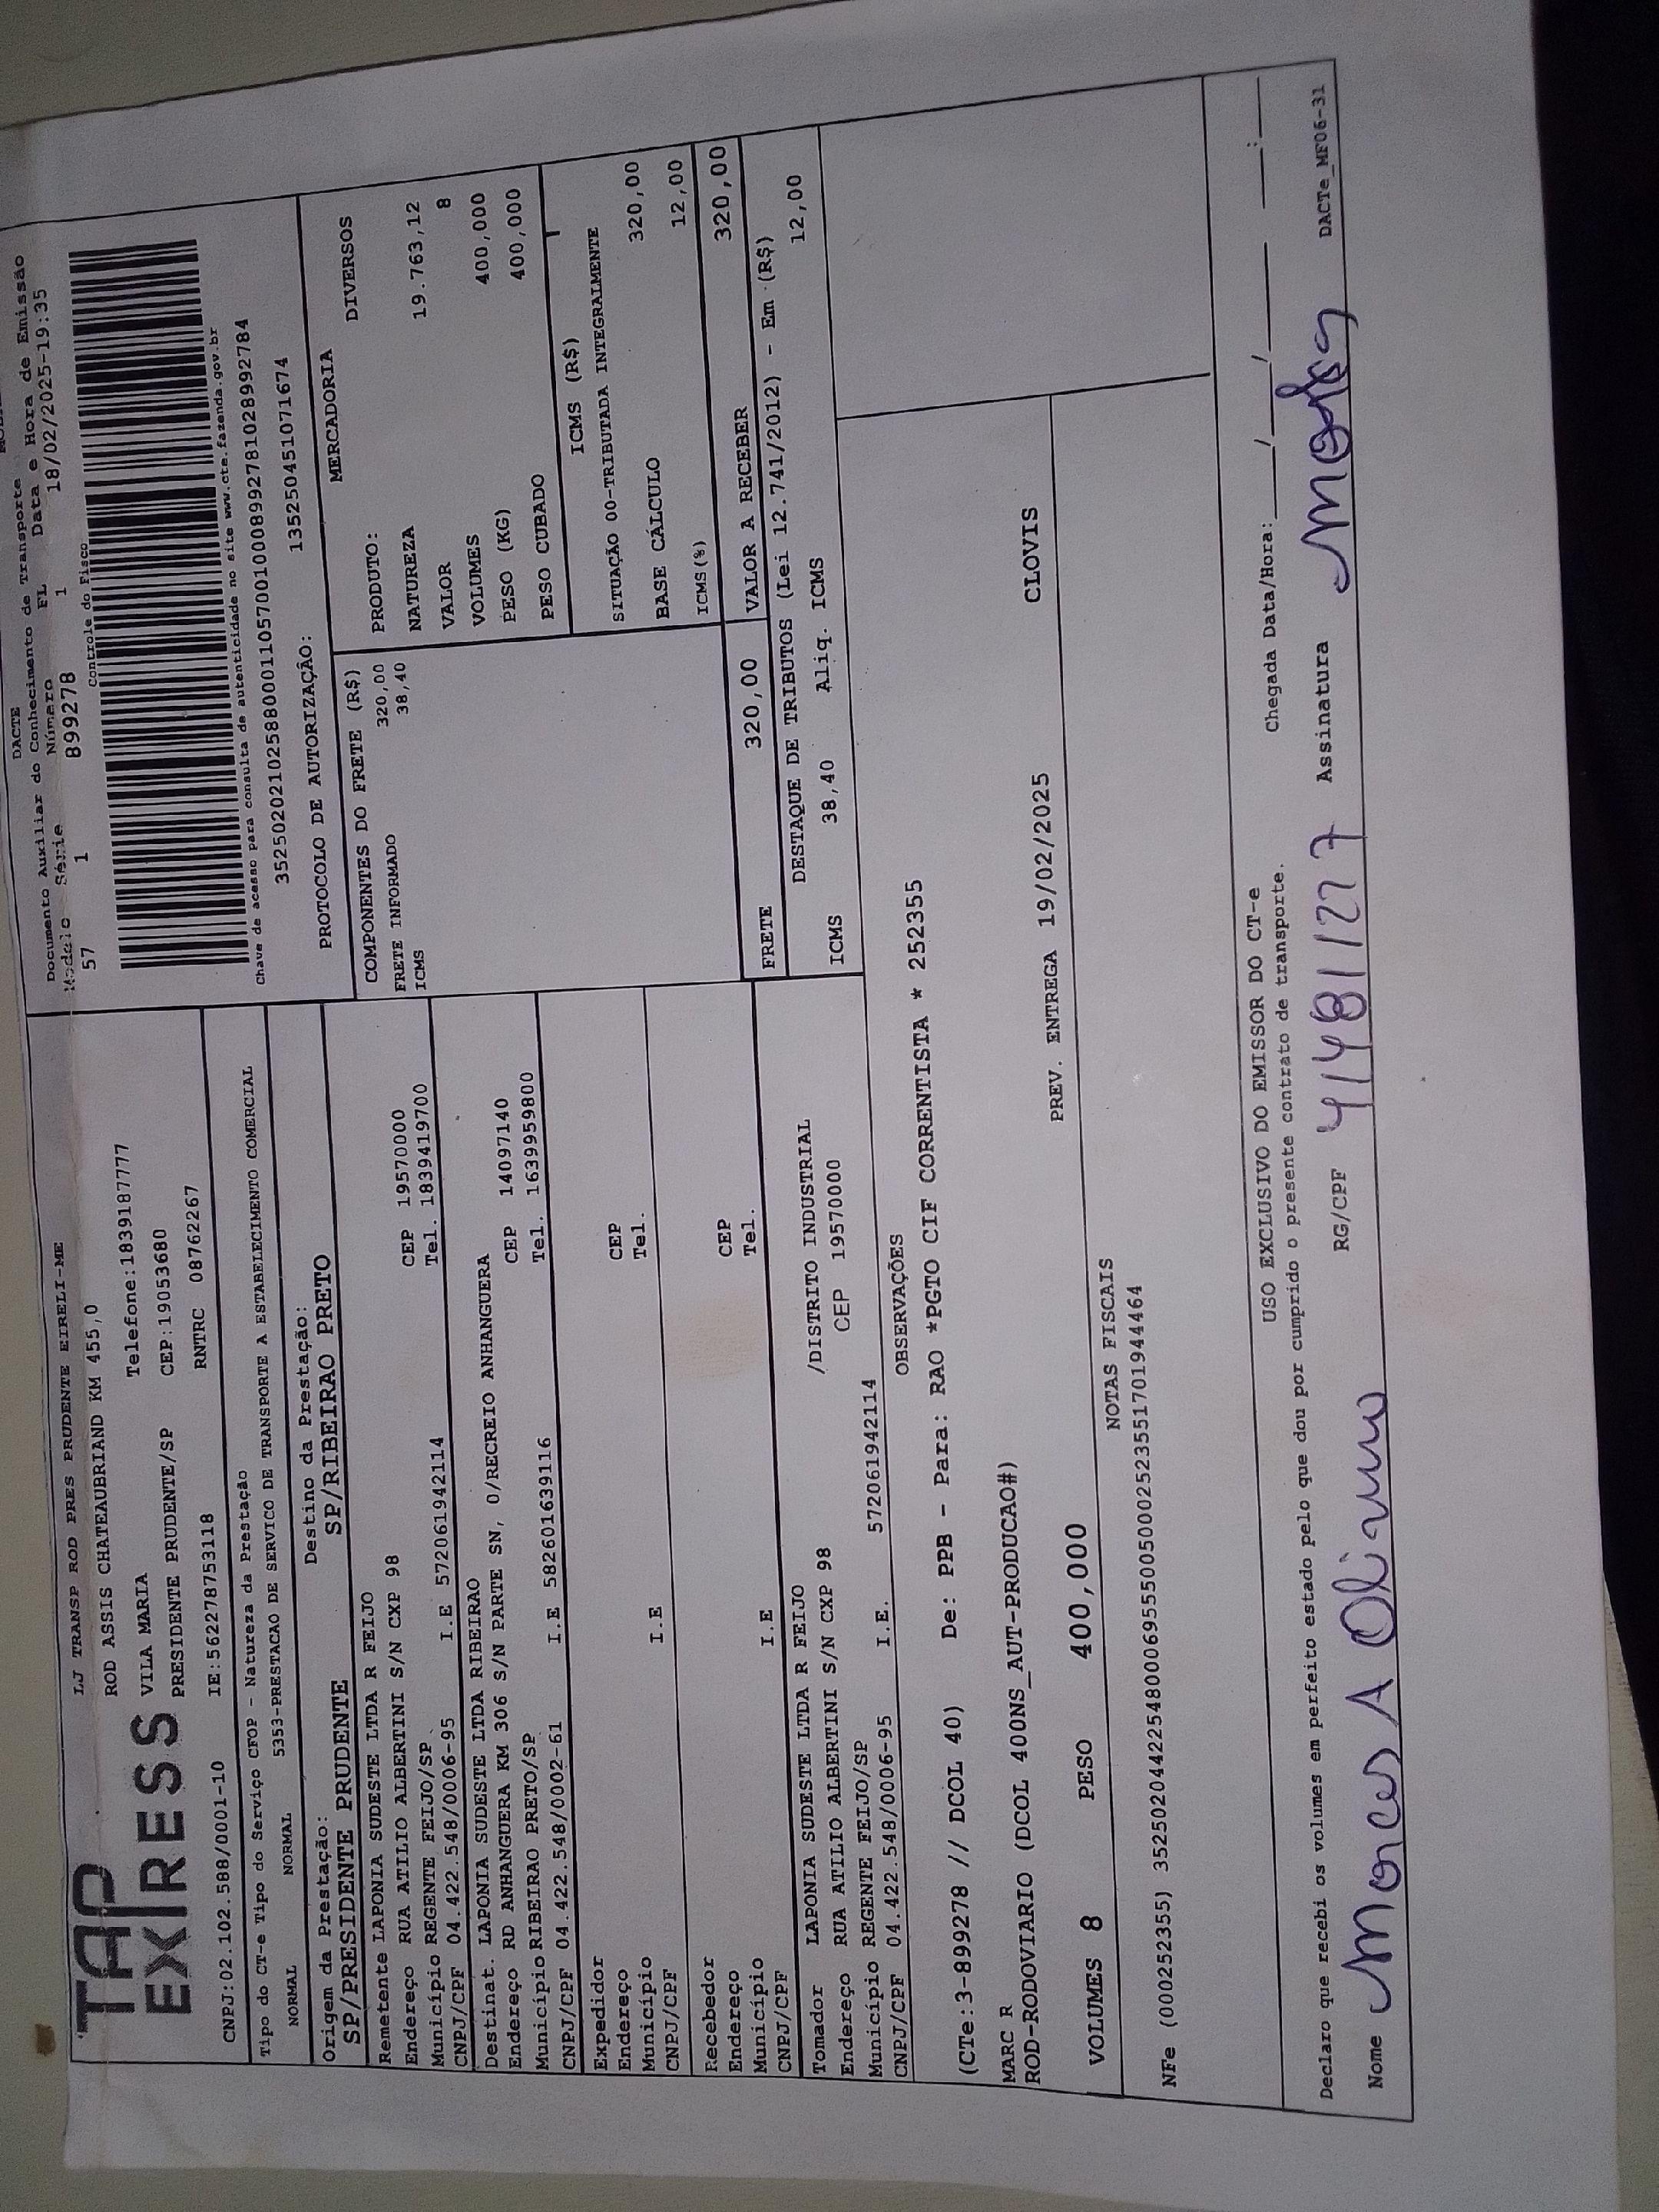 TAP
EXPRESS
LJ TRANSP ROD PRES PRUDENTE EIRELI-ME
ROD ASSIS CHATEAUBRIAND KM 455,0
Telefone:1839187777
VILA MARIA
PRESIDENTE PRUDENTE/SP CEP:19053680
CNPJ:02.102.588/0001-10 IE:562278753118 RNTRC 08762267
DACTE
Documento Auxiliar do Conhecimento de Transporte
Modelo Série Número FL Data e Hora de Emissão
57 1 899278 1 18/02/2025-19:35
Controle do Fisco
Chave de acesso para consulta de autenticidade no site www.cte.fazenda.gov.br
35250202102588000110570010008992781028992784
PROTOCOLO DE AUTORIZAÇÃO: 135250451071674
Tipo do CT-e Tipo do Serviço CFOP - Natureza da Prestação
NORMAL NORMAL 5353-PRESTACAO DE SERVICO DE TRANSPORTE A ESTABELECIMENTO COMERCIAL
Origem da Prestação: Destino da Prestação:
SP/PRESIDENTE PRUDENTE SP/RIBEIRAO PRETO
Remetente LAPONIA SUDESTE LTDA R FEIJO
Endereço RUA ATILIO ALBERTINI S/N CXP 98 CEP 19570000
Município REGENTE FEIJO/SP Tel. 1839419700
CNPJ/CPF 04.422.548/0006-95 I.E 572061942114
Destinat. LAPONIA SUDESTE LTDA RIBEIRAO
Endereço RD ANHANGUERA KM 306 S/N PARTE SN, 0/RECREIO ANHANGUERA
Município RIBEIRAO PRETO/SP CEP 14097140
CNPJ/CPF 04.422.548/0002-61 I.E 582601639116 Tel. 1639959800
Expedidor
Endereço CEP
Município Tel.
CNPJ/CPF I.E
Recebedor
Endereço CEP
Município Tel.
CNPJ/CPF I.E
Tomador LAPONIA SUDESTE LTDA R FEIJO
Endereço RUA ATILIO ALBERTINI S/N CXP 98 /DISTRITO INDUSTRIAL
Município REGENTE FEIJO/SP CEP 19570000
CNPJ/CPF 04.422.548/0006-95 I.E. 572061942114
COMPONENTES DO FRETE (R$)
FRETE INFORMADO 320,00
ICMS 38,40
MERCADORIA
PRODUTO: DIVERSOS
NATUREZA
VALOR 19.763,12
VOLUMES 8
PESO (KG) 400,000
PESO CUBADO 400,000
ICMS (R$)
SITUAÇÃO 00-TRIBUTADA INTEGRALMENTE
BASE CÁLCULO 320,00
ICMS(%) 12,00
FRETE 320,00 VALOR A RECEBER 320,00
DESTAQUE DE TRIBUTOS (Lei 12.741/2012) - Em (R$)
ICMS 38,40 Aliq. ICMS 12,00
OBSERVAÇÕES
(CTe:3-899278 // DCOL 40) De: PPB - Para: RAO *PGTO CIF CORRENTISTA * 252355
MARC R
ROD-RODOVIARIO (DCOL 400NS_AUT-PRODUCAO#)
PREV. ENTREGA 19/02/2025 CLOVIS
VOLUMES 8 PESO 400,000
NOTAS FISCAIS
NFe (000252355) 35250204422548000695550050002523551701944464
USO EXCLUSIVO DO EMISSOR DO CT-e
Declaro que recebi os volumes em perfeito estado pelo que dou por cumprido o presente contrato de transporte.
Chegada Data/Hora: ____/____/____ ___:___
Nome RG/CPF Assinatura
DACTe_MF06-31